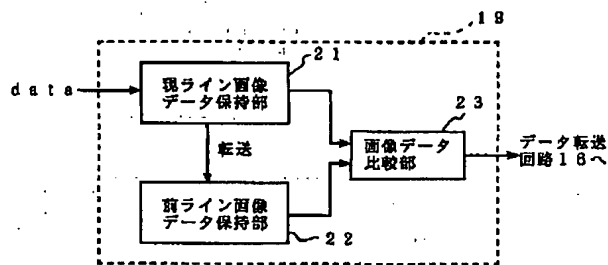 19
21
data
現ライン画像
データ保持部
23
転送
画像データ
比較部
データ転送
回路16へ
前ライン画像
データ保持部
22